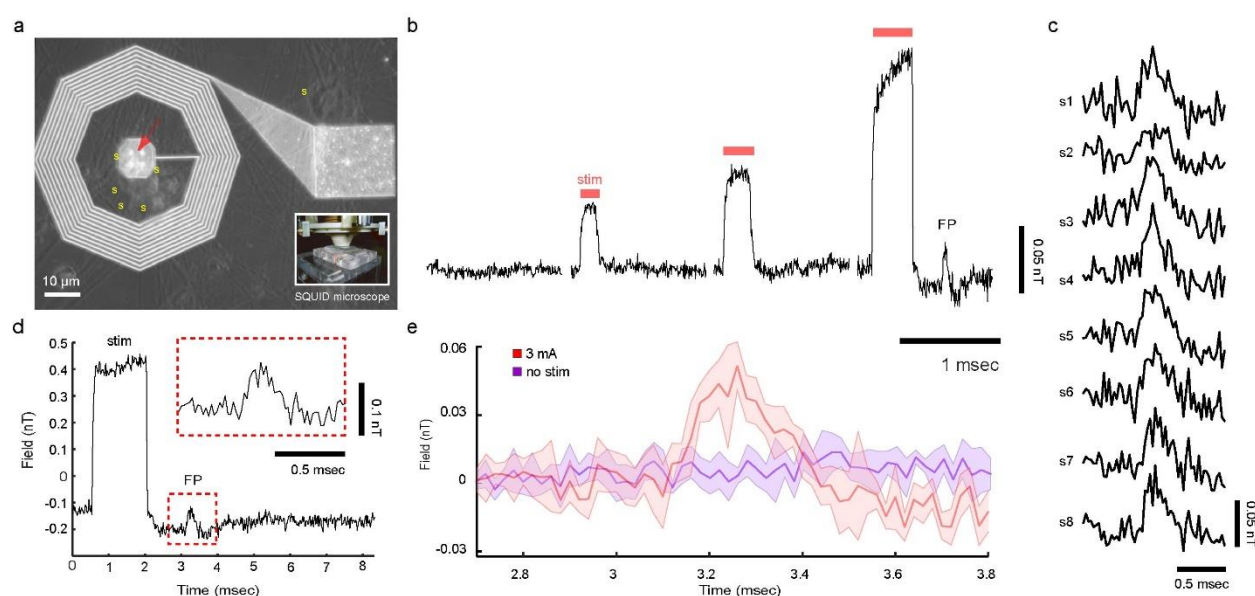 a
s
s
s
s
s
s
10 µm
SQUID microscope
b
stim
FP
0.05 nT
1 msec
c
s1
s2
s3
s4
s5
s6
s7
s8
0.05 nT
0.5 msec
d
stim
FP
0.1 nT
0.5 msec
Field (nT)
0.5
0.4
0.3
0.2
0.1
0
-0.1
-0.2
0 1 2 3 4 5 6 7 8
Time (msec)
e
3 mA
no stim
Field (nT)
0.06
0.03
0
-0.03
2.8 3 3.2 3.4 3.6 3.8
Time (msec)